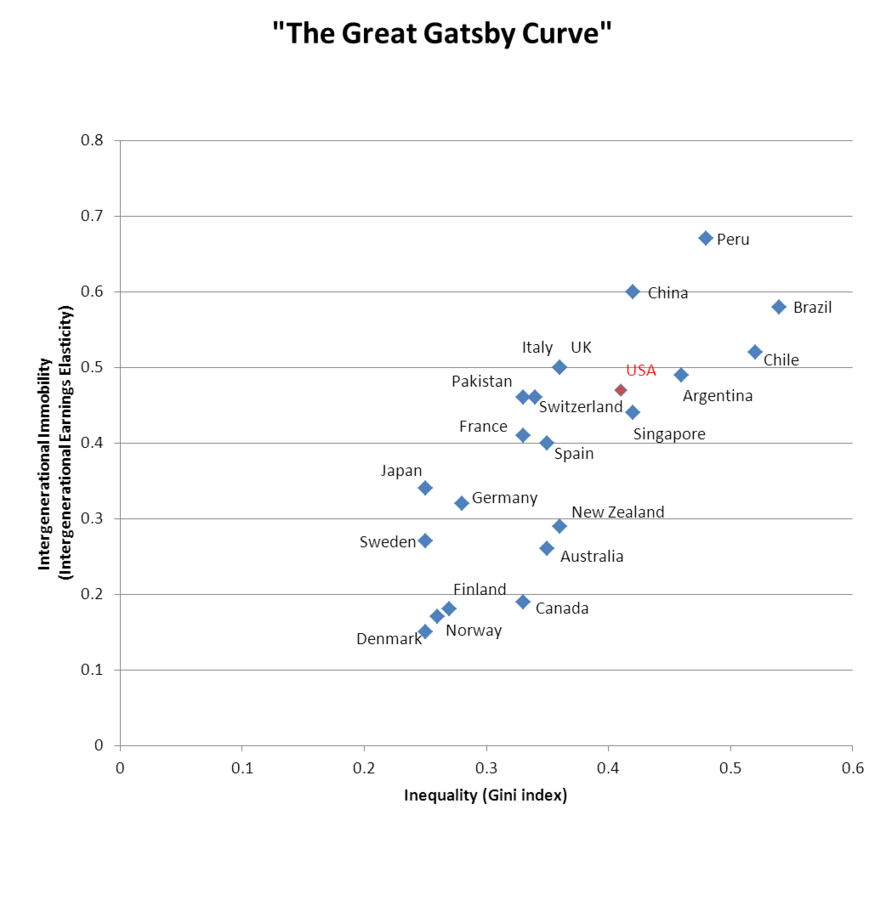 "The Great Gatsby Curve"
0.8
0.7
Peru
0.6
China
Brazil
Italy UK
0.5
Chile
USA
Pakistan
Argentina
Switzerland
France
Singapore
0.4
Spain
Japan
Germany
New Zealand
0.3
Sweden
Australia
0.2
Finland
Canada
Norway
Denmark
0.1
0
0 0.1 0.2 0.3 0.4 0.5 0.6
Inequality (Gini index)
Intergenerational Immobility
(Intergenerational Earnings Elasticity)